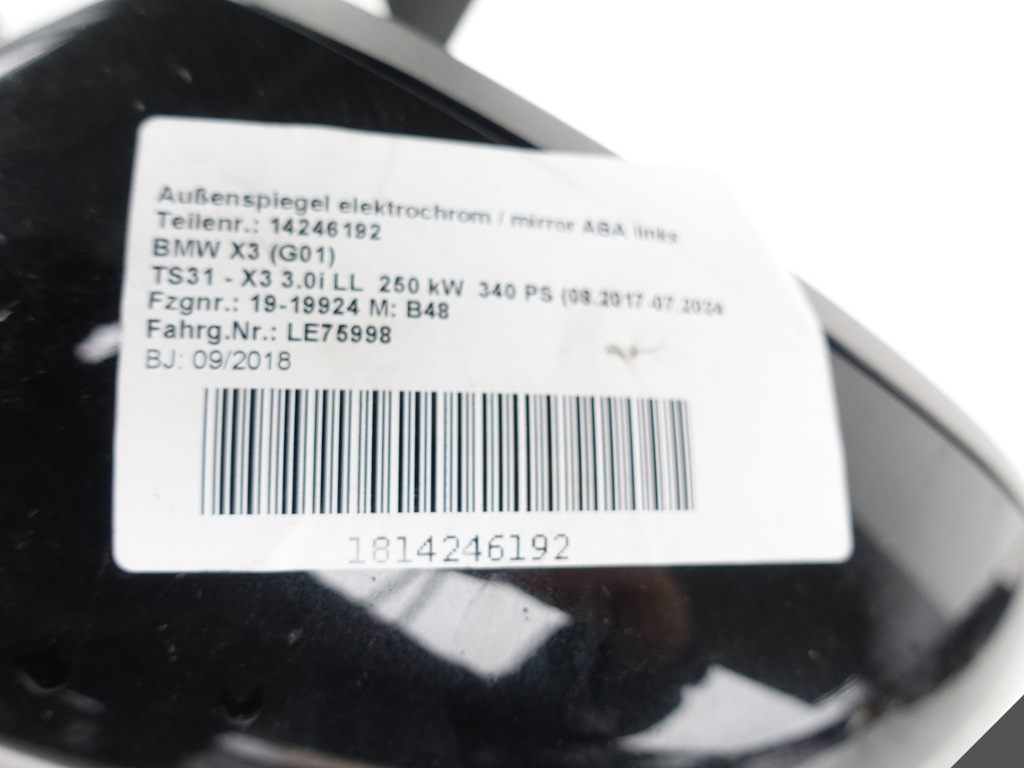 Außenspiegel elektrochrom / mirror ABA links
Teilenr.: 14246192
BMW X3 (G01)
TS31 - X3 3.0i LL 250 kW 340 PS (08.2017-07.2024
Fzgnr.: 19-19924 M: B48
Fahrg.Nr.: LE75998
BJ: 09/2018
1814246192